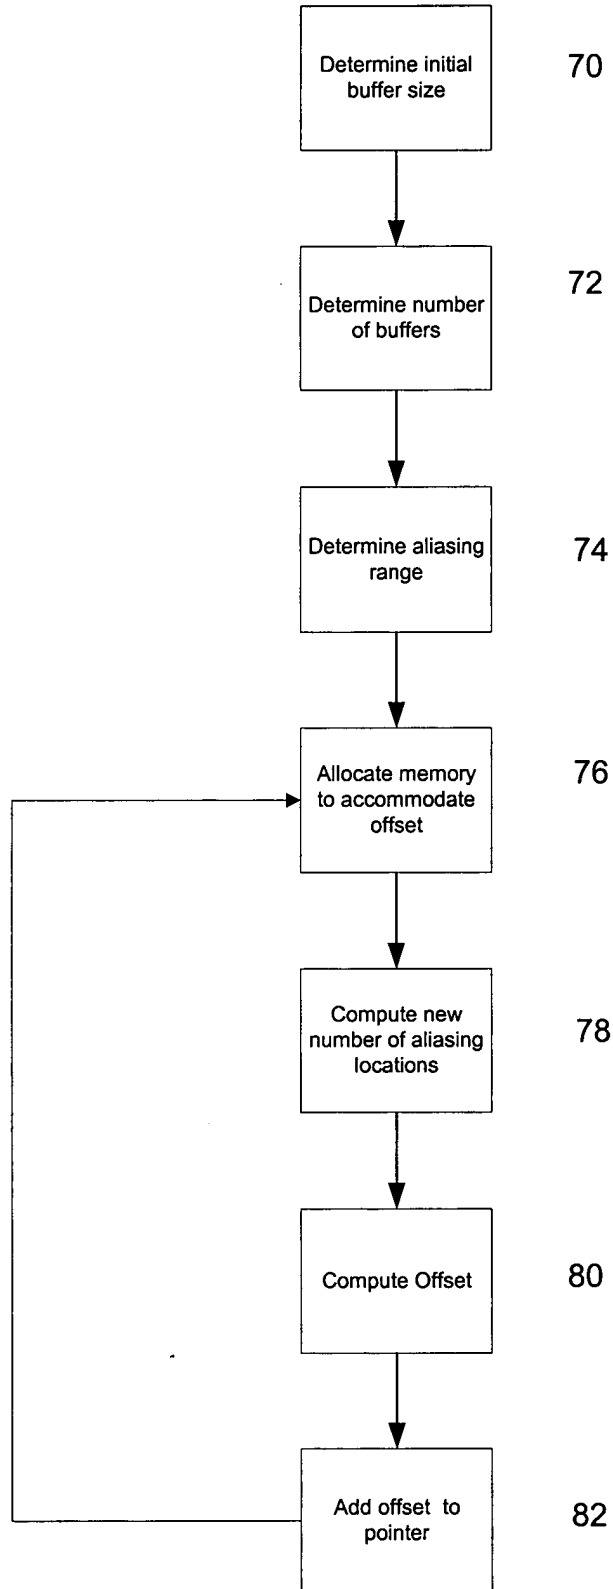 Determine initial
buffer size
70
Determine number
of buffers
72
Determine aliasing
range
74
Allocate memory
to accommodate
offset
76
Compute new
number of aliasing
locations
78
Compute Offset
80
Add offset to
pointer
82